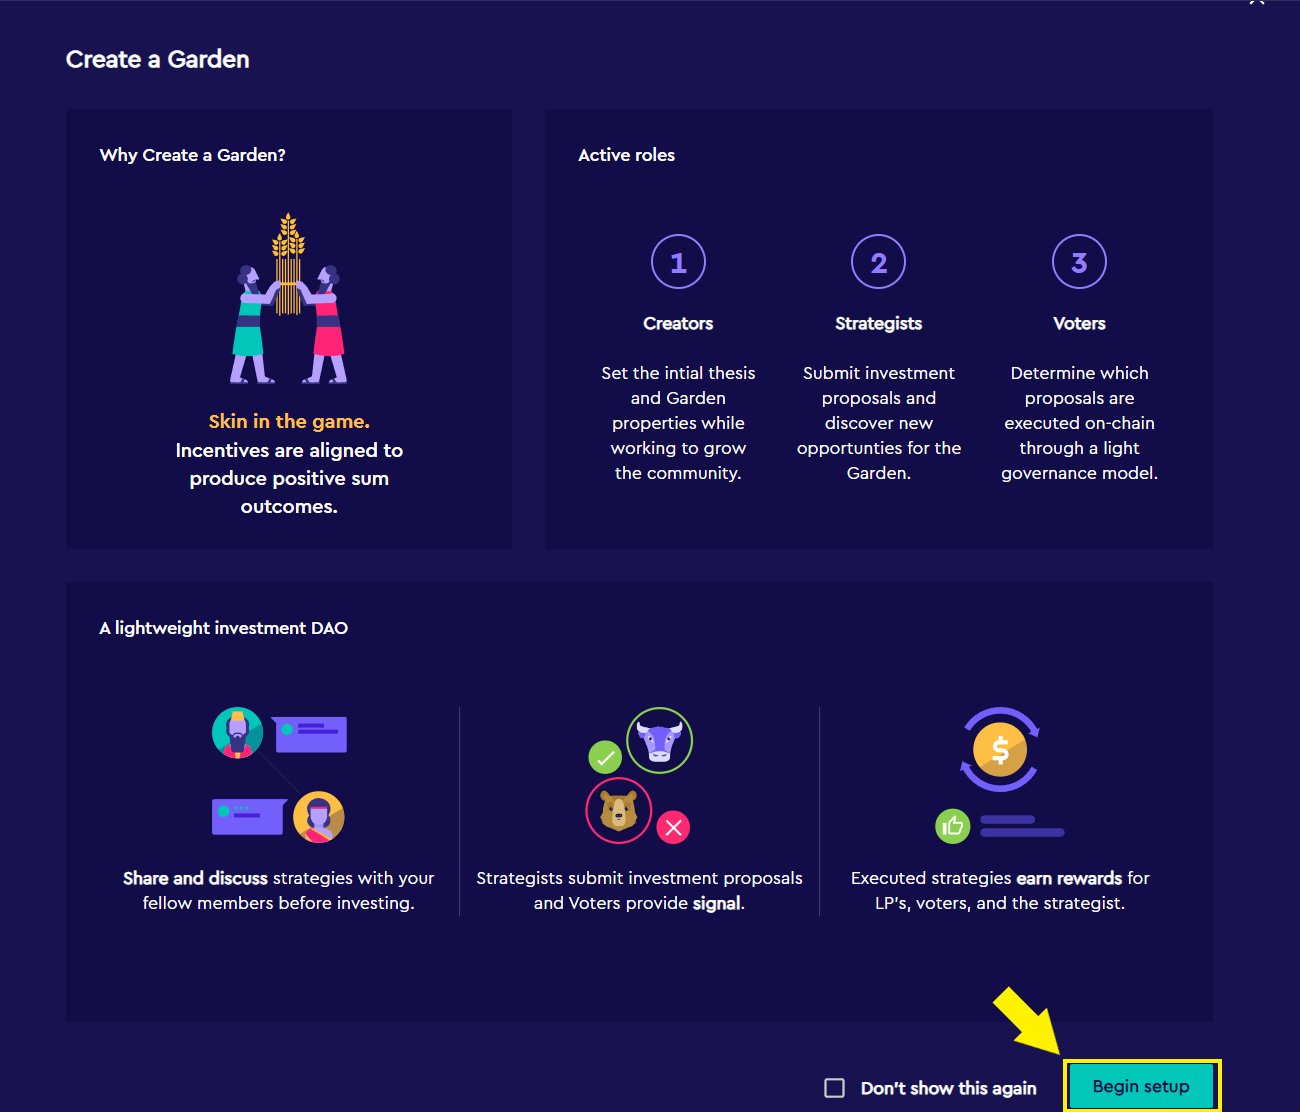 Create a Garden
Why Create a Garden?
Skin in the game.
Incentives are aligned to
produce positive sum
outcomes.
Active roles
1
Creators
Set the intial thesis
and Garden
properties while
working to grow
the community.
2
Strategists
Submit investment
proposals and
discover new
opportunties for the
Garden.
3
Voters
Determine which
proposals are
executed on-chain
through a light
governance model.
A lightweight investment DAO
Share and discuss strategies with your
fellow members before investing.
Strategists submit investment proposals
and Voters provide signal.
$
Executed strategies earn rewards for
LP's, voters, and the strategist.
Don't show this again
Begin setup